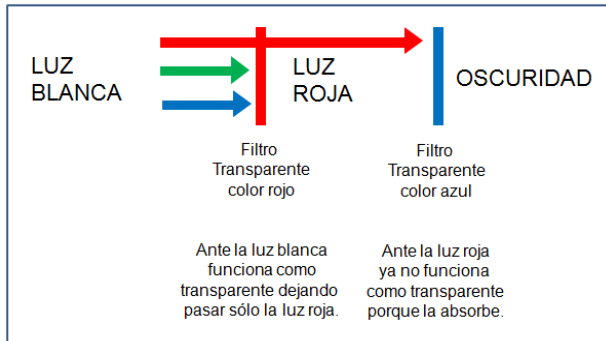 LUZ
BLANCA
LUZ
ROJA
OSCURIDAD
Filtro
Transparente
color rojo
Filtro
Transparente
color azul
Ante la luz blanca
funciona como
transparente dejando
pasar sólo la luz roja.
Ante la luz roja
ya no funciona
como transparente
porque la absorbe.